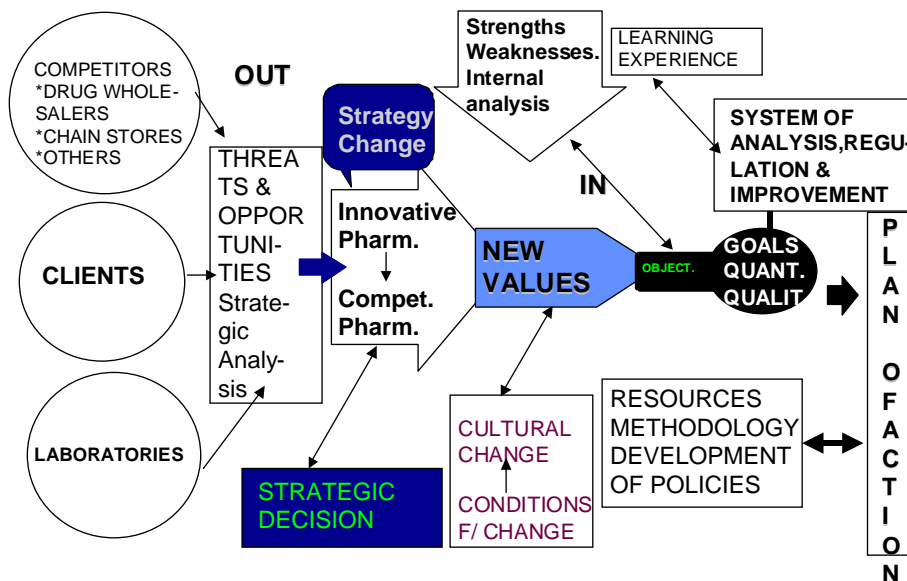 COMPETITORS
*DRUG WHOLE-
SALERS
*CHAIN STORES
*OTHERS
OUT
CLIENTS
LABORATORIES
THREA
TS &
OPPOR
TUNI-
TIES
Strate-
gic
Analy-
sis
Strategy
Change
Innovative
Pharm.
Compet.
Pharm.
STRATEGIC
DECISION
Strengths
Weaknesses.
Internal
analysis
IN
NEW
VALUES
CULTURAL
CHANGE
CONDITIONS
F/ CHANGE
LEARNING
EXPERIENCE
SYSTEM OF
ANALYSIS,REGU-
LATION &
IMPROVEMENT
OBJECT.
GOALS
QUANT.
QUALIT
RESOURCES
METHODOLOGY
DEVELOPMENT
OF POLICIES
P
L
A
N
O
F
A
C
T
I
O
N